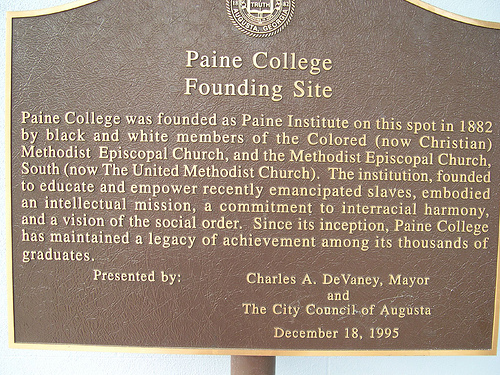 TRUTH
AUGUSTA, GEORGIA
Paine College
Founding Site
Paine College was founded as Paine Institute on this spot in 1882
by black and white members of the Colored (now Christian)
Methodist Episcopal Church, and the Methodist Episcopal Church,
South (now The United Methodist Church). The institution, founded
to educate and empower recently emancipated slaves, embodied
an intellectual mission, a commitment to interracial harmony,
and a vision of the social order. Since its inception, Paine College
has maintained a legacy of achievement among its thousands of
graduates.
Presented by: Charles A. DeVaney, Mayor
and
The City Council of Augusta
December 18, 1995